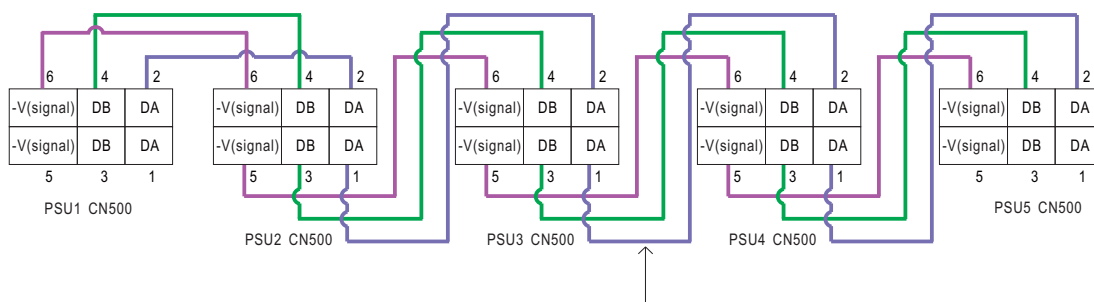 6 4 2 6 4 2 6 4 2 6 4 2 6 4 2
-V(signal) DB DA -V(signal) DB DA -V(signal) DB DA -V(signal) DB DA -V(signal) DB DA
-V(signal) DB DA -V(signal) DB DA -V(signal) DB DA -V(signal) DB DA -V(signal) DB DA
5 3 1 5 3 1 5 3 1 5 3 1 5 3 1
PSU1 CN500 PSU2 CN500 PSU3 CN500 PSU4 CN500 PSU5 CN500